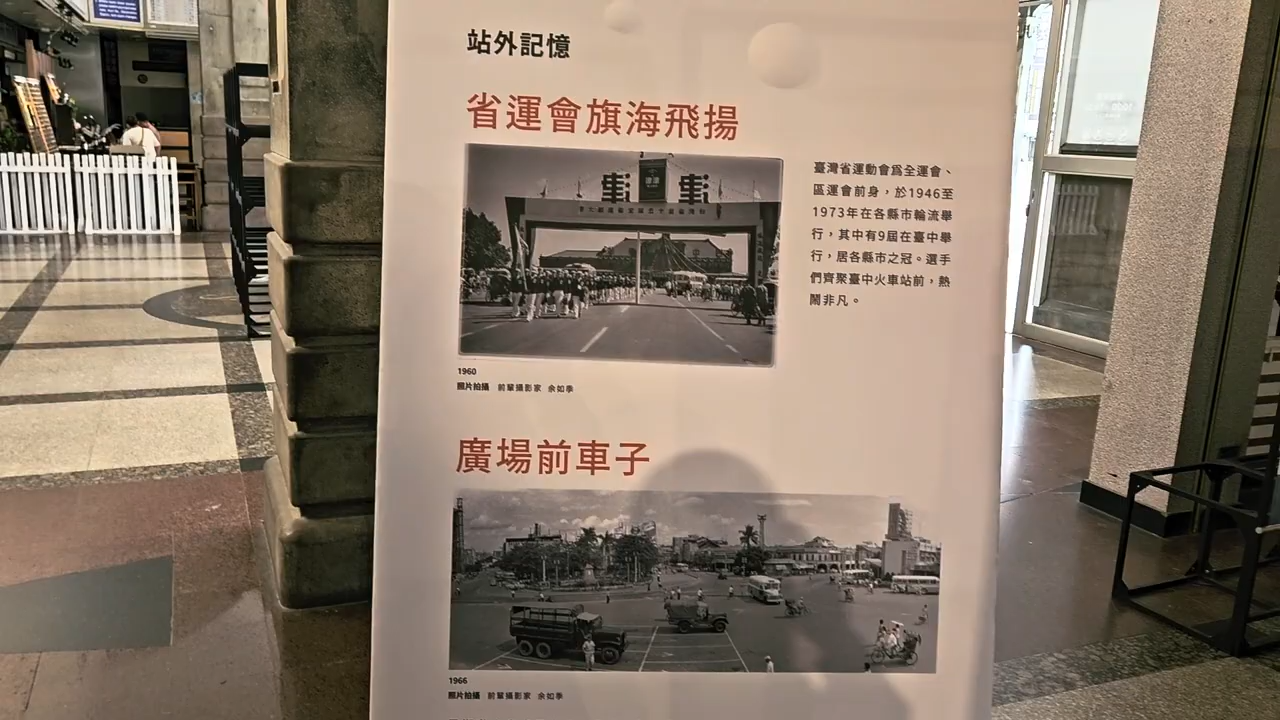 站外記憶
省運會旗海飛揚
臺灣省運動會為全運會、
區運會前身,於1946至
1973年在各縣市輪流舉
行,其中有9屆在臺中舉
行,居各縣市之冠。選手
們齊聚臺中火車站前,熱
鬧非凡。
1960
照片拍攝 前輩攝影家 余如季
廣場前車子
1966
照片拍攝 前輩攝影家 余如季